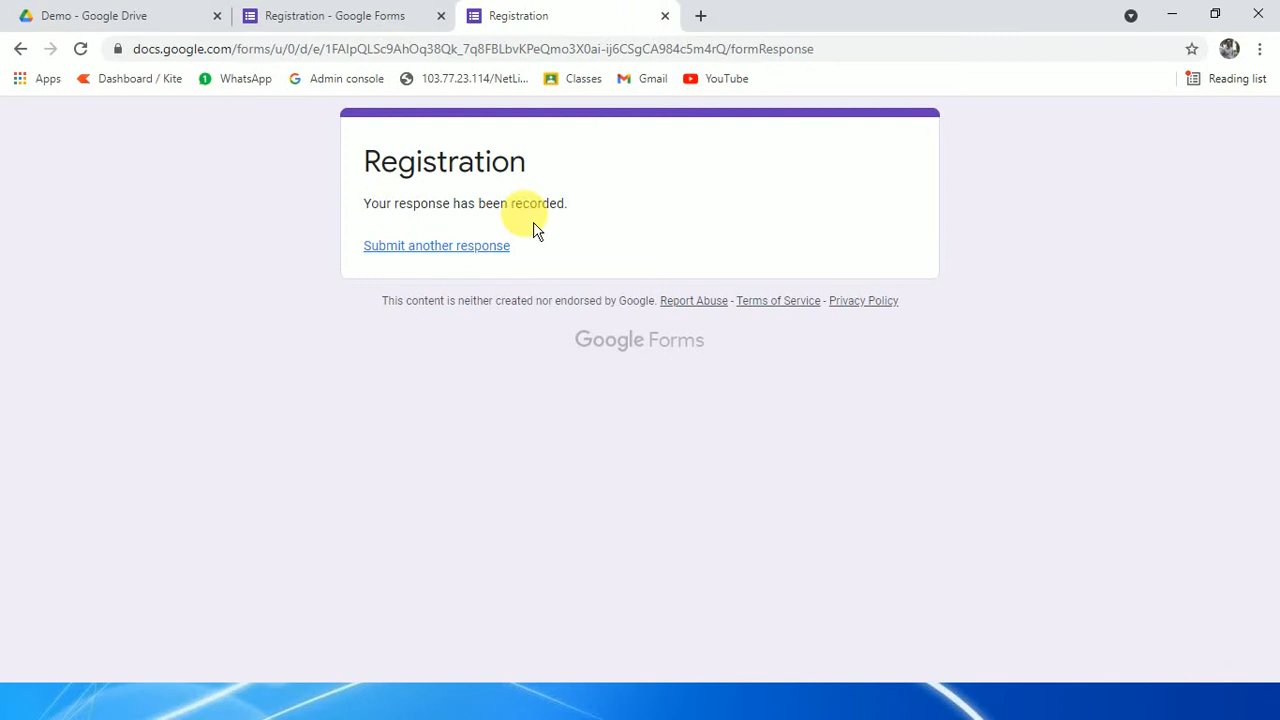 Demo - Google Drive
Registration - Google Forms
Registration
docs.google.com/forms/u/0/d/e/1FAIpQLSc9AhOq38Qk_7q8FBLbvKPeQmo3X0ai-ij6CSgCA984c5m4rQ/formResponse
Apps
Dashboard / Kite
1
WhatsApp
Admin console
103.77.23.114/NetLi...
Classes
Gmail
YouTube
Reading list
Registration
Your response has been recorded.
Submit another response
This content is neither created nor endorsed by Google. Report Abuse - Terms of Service - Privacy Policy
Google Forms